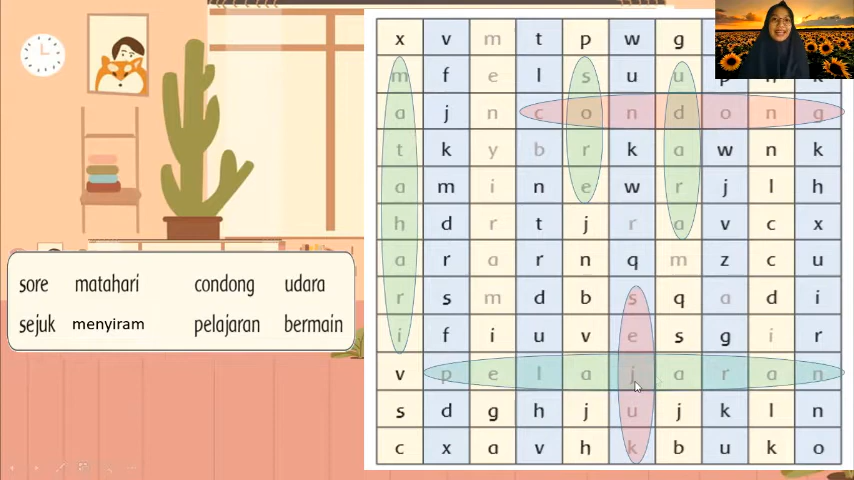 sore matahari condong udara
sejuk menyiram pelajaran bermain
x v m t p w g
m f e l s u u p n k
a j n c o n d o n g
t k y b r k a w n k
a m i n e w r j l h
h d r t j r a v c x
a r a r n q m z c u
r s m d b s q a d i
i f i u v e s g i r
v p e l a j a r a n
s d g h j u j k l n
c x a v h k b u k o